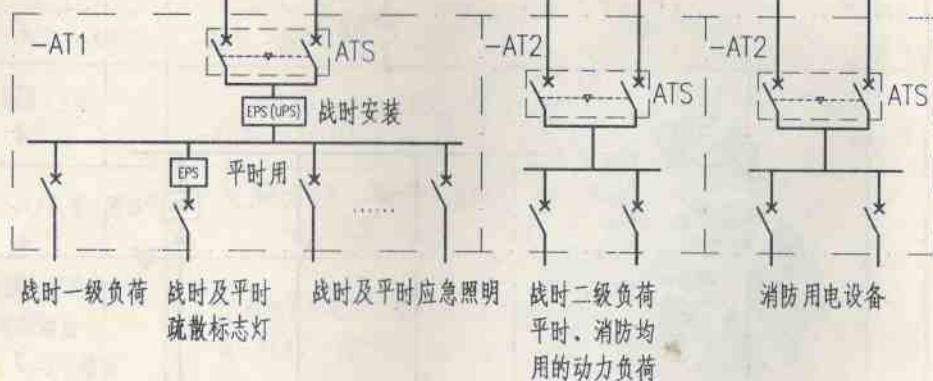 -AT1
ATS
EPS(UPS)
战时安装
EPS
平时用
......
-AT2
ATS
-AT2
ATS
战时一级负荷
战时及平时
疏散标志灯
战时及平时应急照明
战时二级负荷
平时、消防均
用的动力负荷
消防用电设备